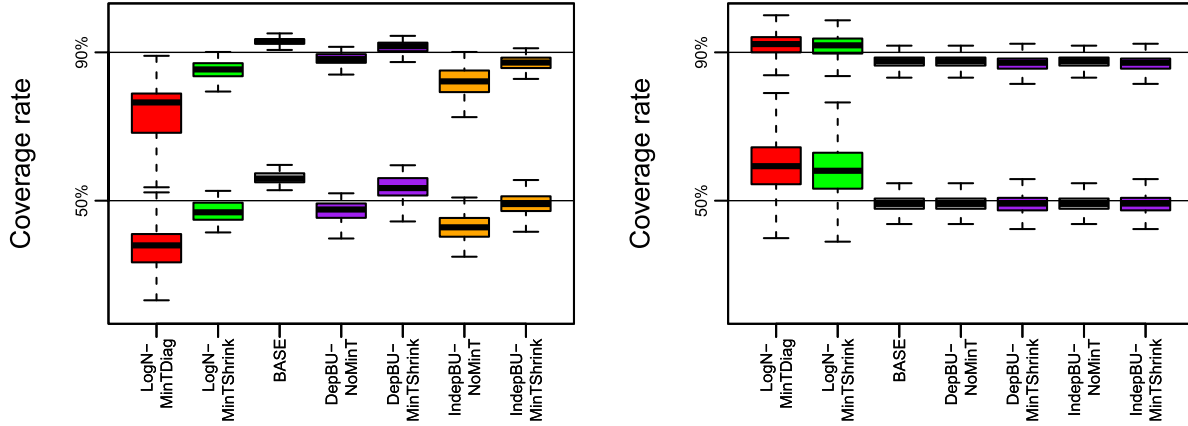 Coverage rate
90%
50%
LogN−
MinTDiag
LogN−
MinTShrink
BASE
DepBU−
NoMinT
DepBU−
MinTShrink
IndepBU−
NoMinT
IndepBU−
MinTShrink
Coverage rate
90%
50%
LogN−
MinTDiag
LogN−
MinTShrink
BASE
DepBU−
NoMinT
DepBU−
MinTShrink
IndepBU−
NoMinT
IndepBU−
MinTShrink